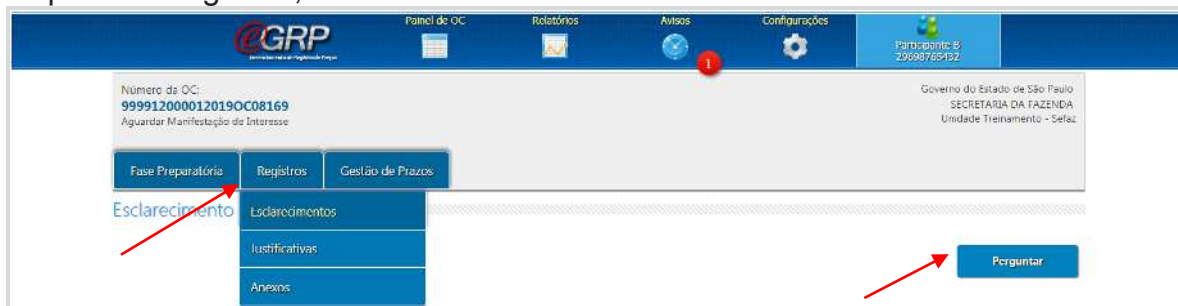 Painel de OC
Relatórios
Avisos
Configurações
eGRP
1
Participante B
29698765432
Número da OC:
999912000012019OC08169
Aguardar Manifestação de Interesse
Governo do Estado de São Paulo
SECRETARIA DA FAZENDA
Unidade Treinamento - Sefaz
Fase Preparatória
Registros
Gestão de Prazos
Esclarecimento
Esclarecimentos
Justificativas
Anexos
Perguntar